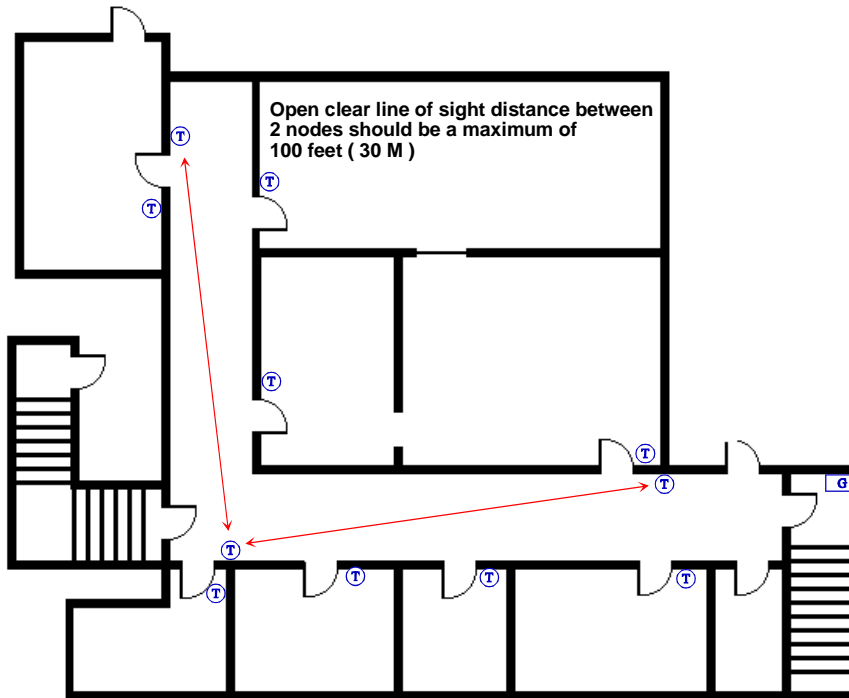 Open clear line of sight distance between
2 nodes should be a maximum of
100 feet ( 30 M )
T
T
T
T
T
T
G
T
T
T
T
T